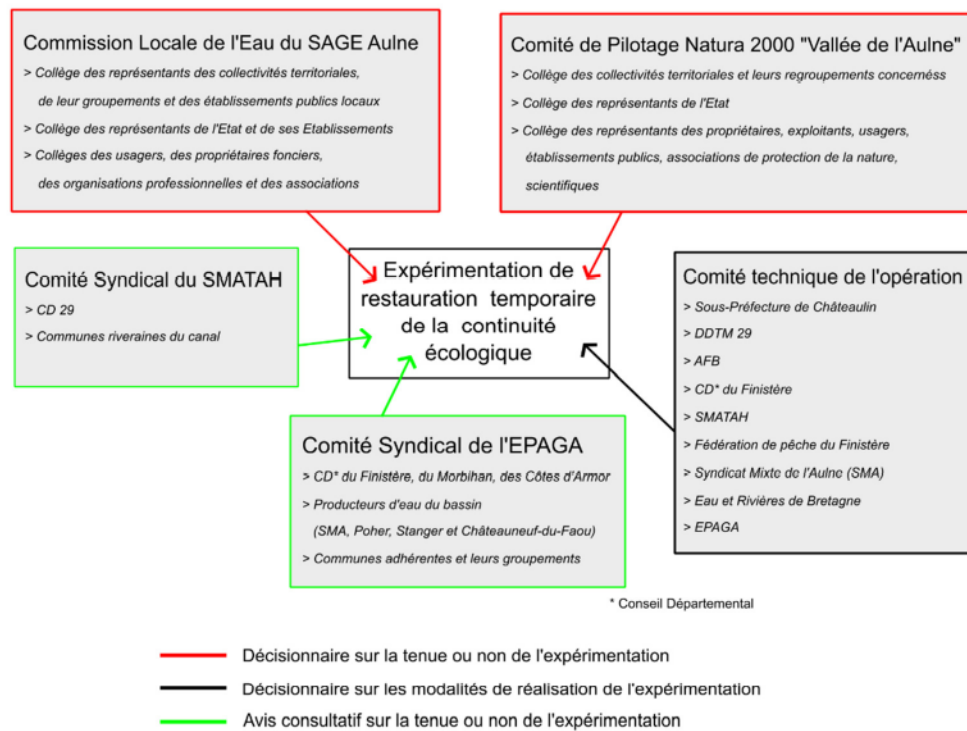 Commission Locale de l'Eau du SAGE Aulne
> Collège des représentants des collectivités territoriales,
de leur groupements et des établissements publics locaux
> Collège des représentants de l'Etat et de ses Etablissements
> Collèges des usagers, des propriétaires fonciers,
des organisations professionnelles et des associations
Comité de Pilotage Natura 2000 "Vallée de l'Aulne"
> Collège des collectivités territoriales et leurs regroupements concernéss
> Collège des représentants de l'Etat
> Collège des représentants des propriétaires, exploitants, usagers,
établissements publics, associations de protection de la nature,
scientifiques
Comité Syndical du SMATAH
> CD 29
> Communes riveraines du canal
Expérimentation de
restauration temporaire
de la continuité
écologique
Comité technique de l'opération
> Sous-Préfecture de Châteaulin
> DDTM 29
> AFB
> CD* du Finistère
> SMATAH
> Fédération de pêche du Finistère
> Syndicat Mixte de l'Aulne (SMA)
> Eau et Rivières de Bretagne
> EPAGA
Comité Syndical de l'EPAGA
> CD* du Finistère, du Morbihan, des Côtes d'Armor
> Producteurs d'eau du bassin
(SMA, Poher, Stanger et Châteauneuf-du-Faou)
> Communes adhérentes et leurs groupements
* Conseil Départemental
Décisionnaire sur la tenue ou non de l'expérimentation
Décisionnaire sur les modalités de réalisation de l'expérimentation
Avis consultatif sur la tenue ou non de l'expérimentation